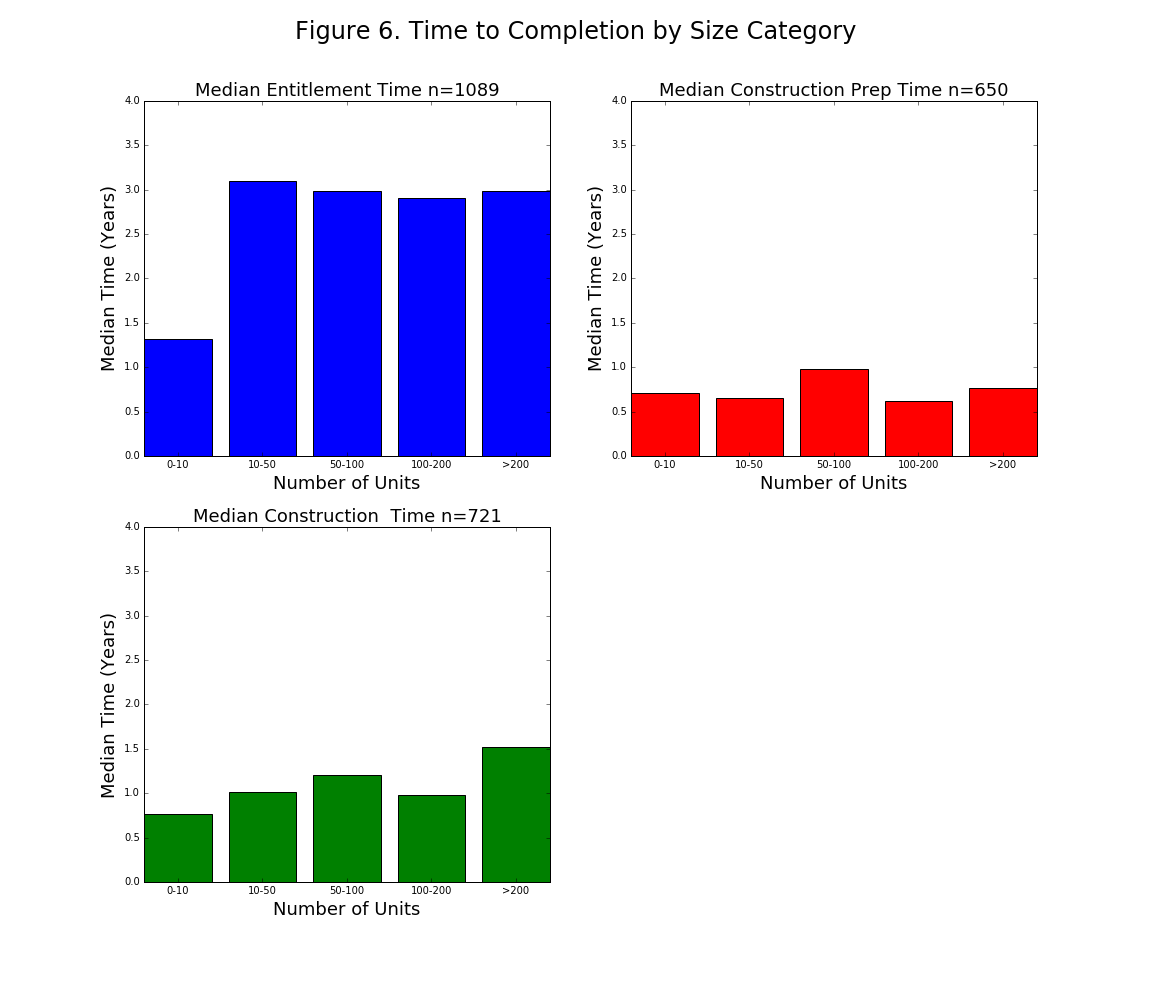 Figure 6. Time to Completion by Size Category
Median Entitlement Time n=1089
4.0
3.5
3.0
2.5
2.0
1.5
1.0
0.5
0.0
Median Time (Years)
0-10 10-50 50-100 100-200 >200
Number of Units
Median Construction Prep Time n=650
4.0
3.5
3.0
2.5
2.0
1.5
1.0
0.5
0.0
Median Time (Years)
0-10 10-50 50-100 100-200 >200
Number of Units
Median Construction  Time n=721
4.0
3.5
3.0
2.5
2.0
1.5
1.0
0.5
0.0
Median Time (Years)
0-10 10-50 50-100 100-200 >200
Number of Units